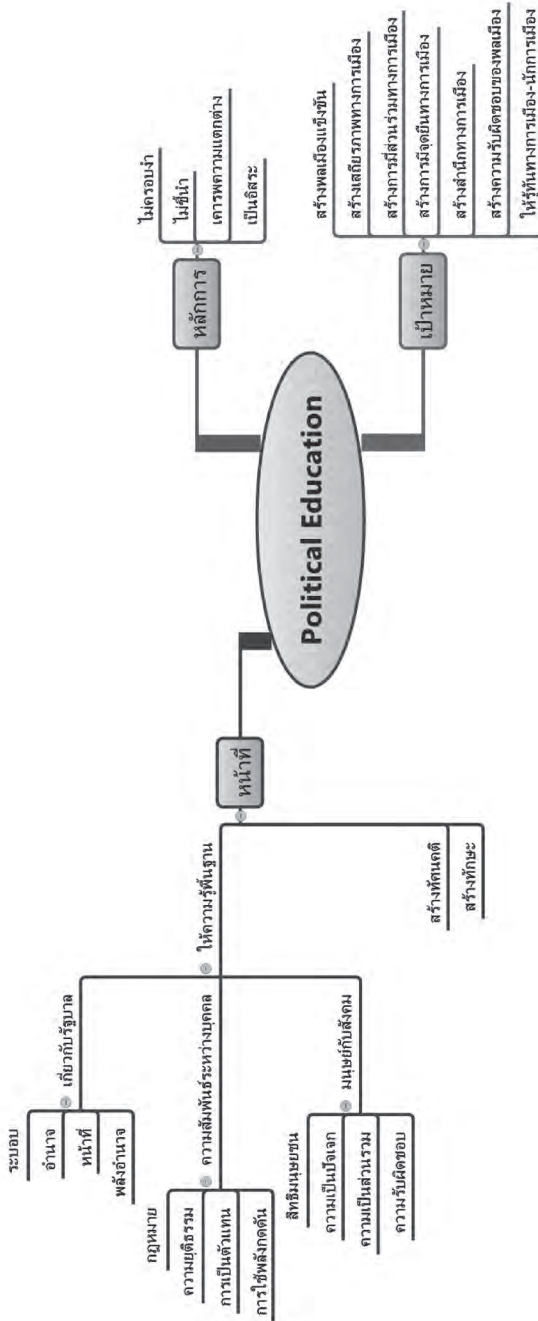 Political Education
หลักการ
ไม่ครอบงำ
ไม่ชี้นำ
เคารพความแตกต่าง
เป็นอิสระ
เป้าหมาย
สร้างพลเมืองแข็งขัน
สร้างเสถียรภาพทางการเมือง
สร้างการมีส่วนร่วมทางการเมือง
สร้างการมีจุดยืนทางการเมือง
สร้างสำนึกทางการเมือง
สร้างความรับผิดชอบของพลเมือง
ให้รู้ทันทางการเมือง-นักการเมือง
หน้าที่
ให้ความรู้พื้นฐาน
เกี่ยวกับรัฐบาล
ระบอบ
อำนาจ
หน้าที่
พลังอำนาจ
ความสัมพันธ์ระหว่างบุคคล
กฎหมาย
ความยุติธรรม
การเป็นตัวแทน
การใช้พลังกดดัน
มนุษย์กับสังคม
สิทธิมนุษยชน
ความเป็นปัจเจก
ความเป็นส่วนรวม
ความรับผิดชอบ
สร้างทัศนคติ
สร้างทักษะ